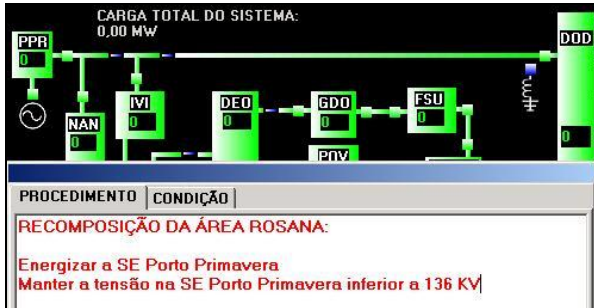 CARGA TOTAL DO SISTEMA:
0,00 MW
PPR
0
DOD
0
NAN
0
IVI
0
DEO
0
GDO
0
FSU
0
POV
PROCEDIMENTO
CONDIÇÃO
RECOMPOSIÇÃO DA ÁREA ROSANA:
Energizar a SE Porto Primavera
Manter a tensão na SE Porto Primavera inferior a 136 KV